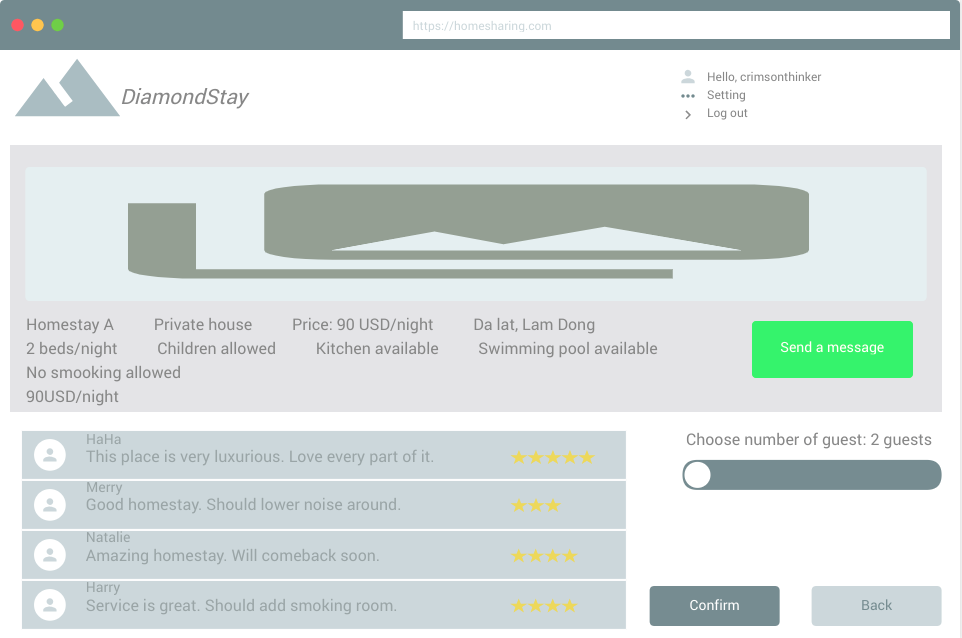 https://homesharing.com
DiamondStay
Hello, crimsonthinker
Setting
Log out
Homestay A Private house Price: 90 USD/night Da lat, Lam Dong
2 beds/night Children allowed Kitchen available Swimming pool available
No smooking allowed
90USD/night
Send a message
HaHa
This place is very luxurious. Love every part of it.
Merry
Good homestay. Should lower noise around.
Natalie
Amazing homestay. Will comeback soon.
Harry
Service is great. Should add smoking room.
Choose number of guest: 2 guests
Confirm
Back